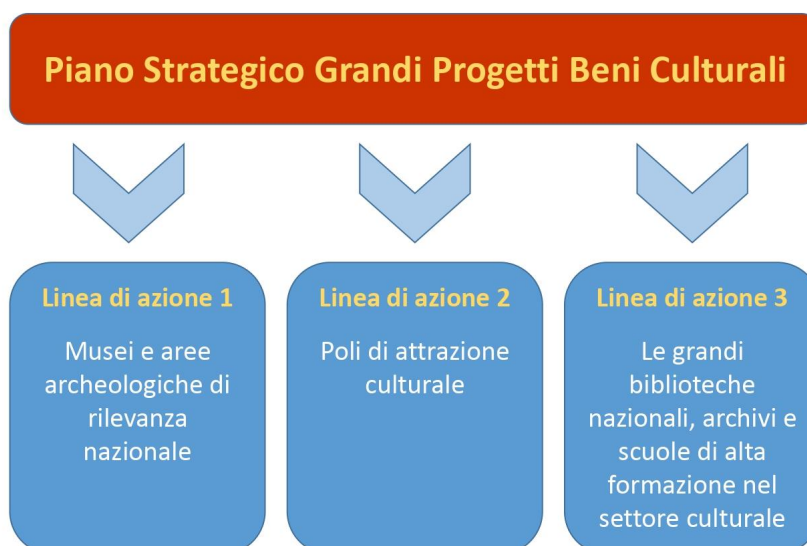 Piano Strategico Grandi Progetti Beni Culturali
Linea di azione 1
Musei e aree
archeologiche di
rilevanza
nazionale
Linea di azione 2
Poli di attrazione
culturale
Linea di azione 3
Le grandi
biblioteche
nazionali, archivi e
scuole di alta
formazione nel
settore culturale